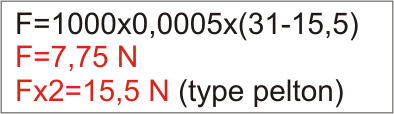 F=1000x0,0005x(31-15,5)
F=7,75 N
Fx2=15,5 N (type pelton)